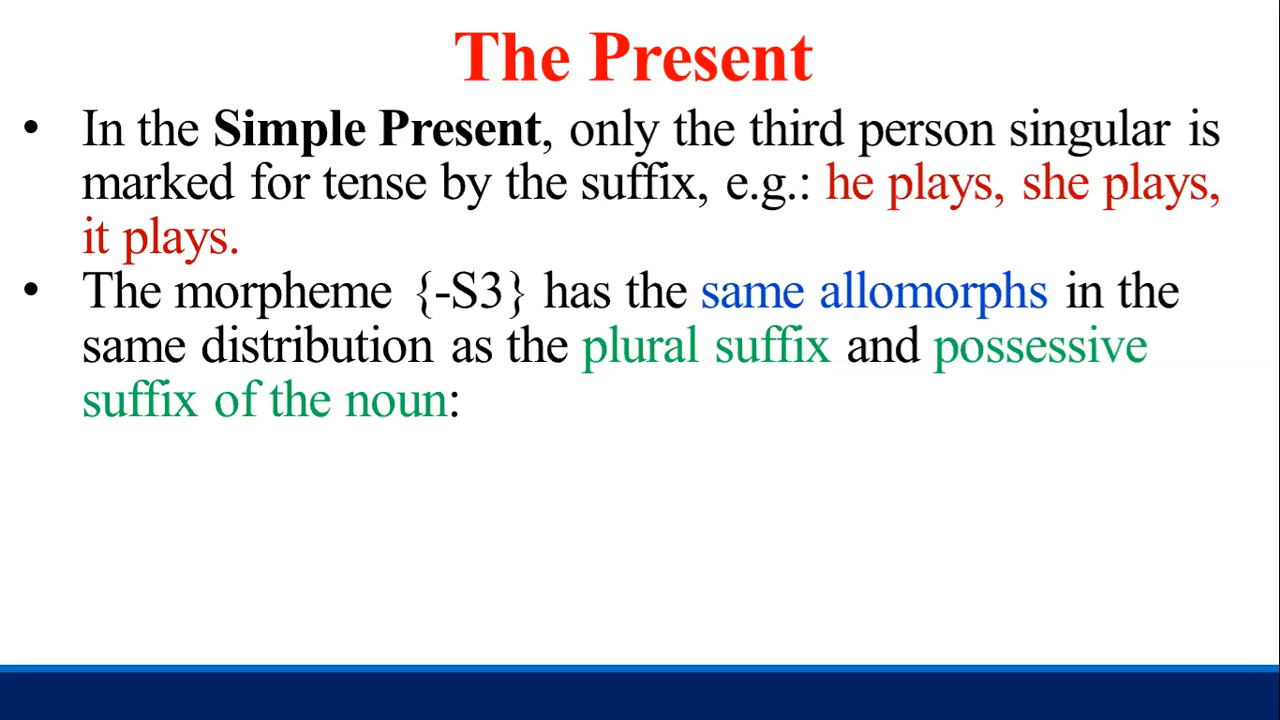 The Present
• In the Simple Present, only the third person singular is
marked for tense by the suffix, e.g.: he plays, she plays,
it plays.
• The morpheme {-S3} has the same allomorphs in the
same distribution as the plural suffix and possessive
suffix of the noun: